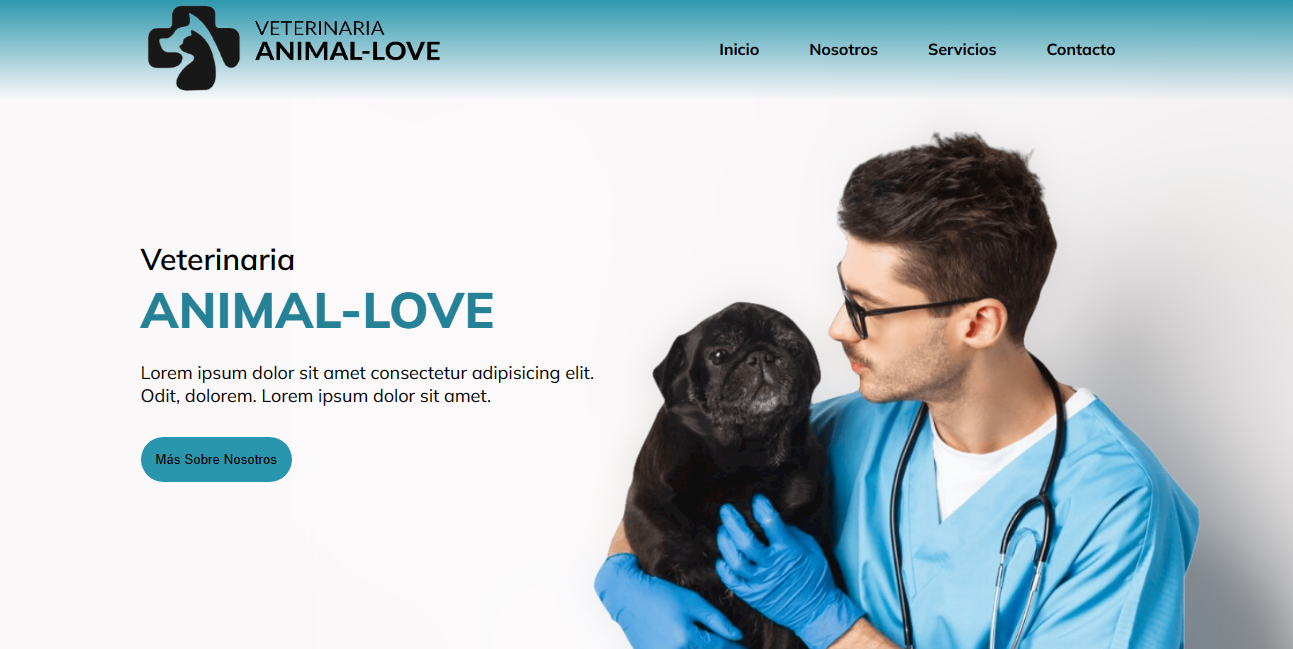 VETERINARIA
ANIMAL-LOVE
Inicio Nosotros Servicios Contacto
Veterinaria
ANIMAL-LOVE
Lorem ipsum dolor sit amet consectetur adipisicing elit.
Odit, dolorem. Lorem ipsum dolor sit amet.
Más Sobre Nosotros